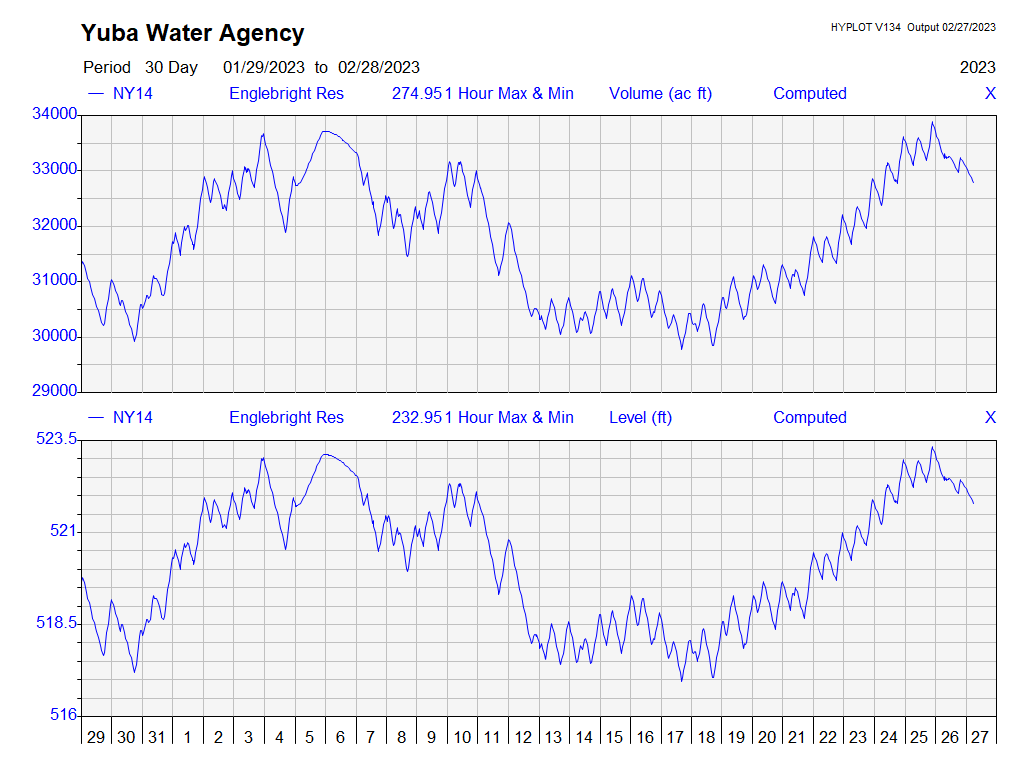 Yuba Water Agency
HYPLOT V134 Output 02/27/2023
Period 30 Day 01/29/2023 to 02/28/2023
2023
NY14 Englebright Res 274.951 Hour Max & Min Volume (ac ft) Computed X
34000
33000
32000
31000
30000
29000
NY14 Englebright Res 232.951 Hour Max & Min Level (ft) Computed X
523.5
521
518.5
516
29 30 31 1 2 3 4 5 6 7 8 9 10 11 12 13 14 15 16 17 18 19 20 21 22 23 24 25 26 27